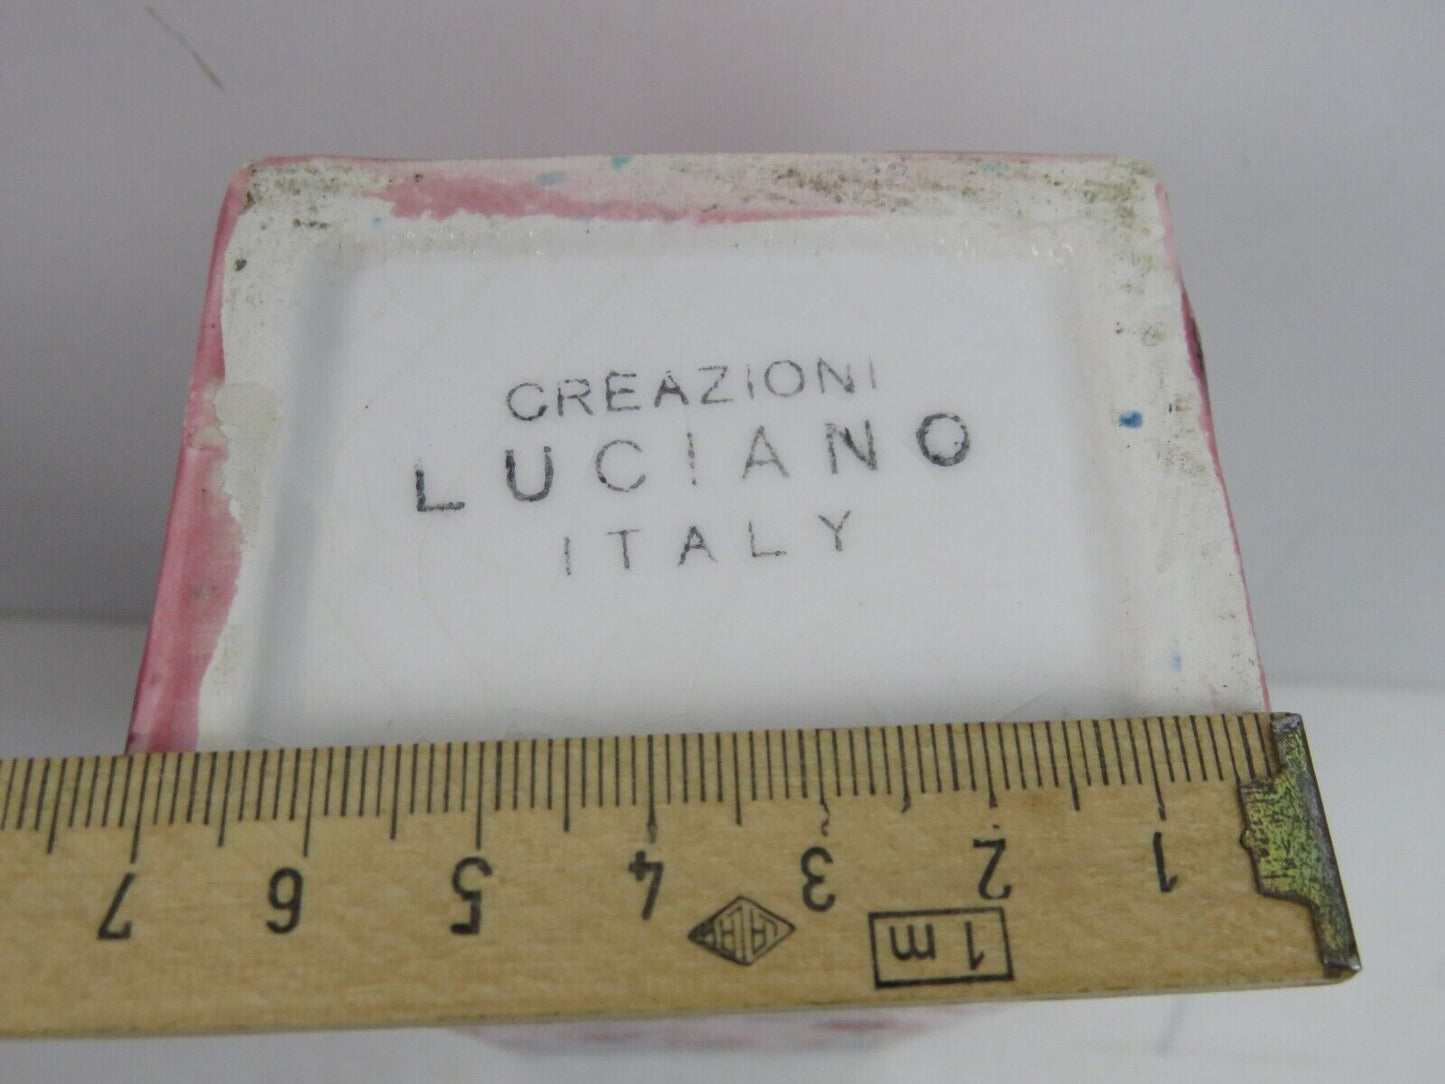 CREAZIONI
LUCIANO
ITALY
7 6 5 4 3 2 1
1m